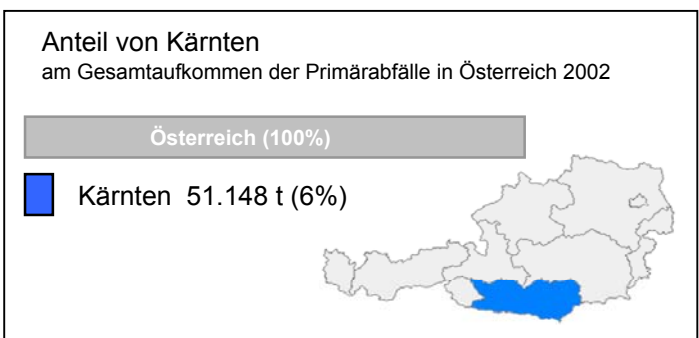 Anteil von Kärnten
am Gesamtaufkommen der Primärabfälle in Österreich 2002
Österreich (100%)
Kärnten 51.148 t (6%)